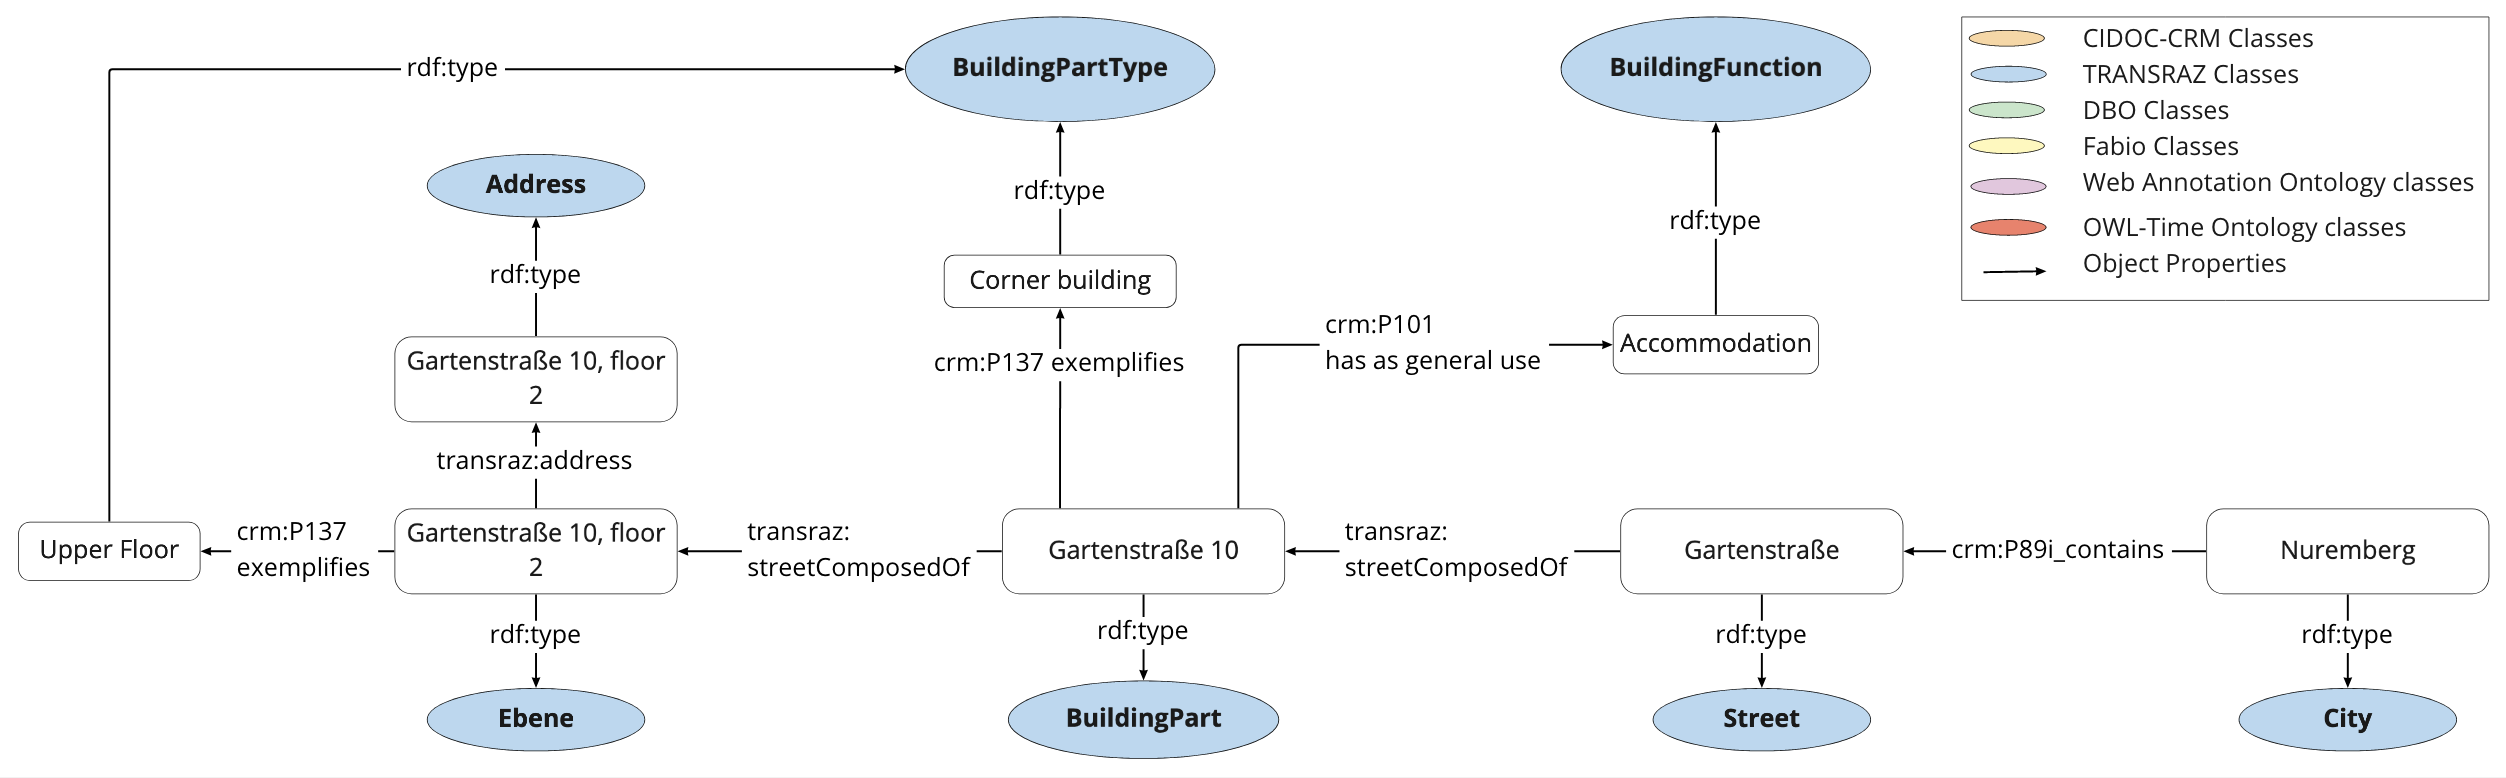 rdf:type
BuildingPartType
BuildingFunction
CIDOC-CRM Classes
TRANSRAZ Classes
DBO Classes
Fabio Classes
Web Annotation Ontology classes
OWL-Time Ontology classes
Object Properties
Address
rdf:type
rdf:type
rdf:type
Corner building
Gartenstraße 10, floor
2
crm:P137 exemplifies
crm:P101
has as general use
Accommodation
transraz:address
Upper Floor
crm:P137
exemplifies
Gartenstraße 10, floor
2
transraz:
streetComposedOf
Gartenstraße 10
transraz:
streetComposedOf
Gartenstraße
crm:P89i_contains
Nuremberg
rdf:type
rdf:type
rdf:type
rdf:type
Ebene
BuildingPart
Street
City